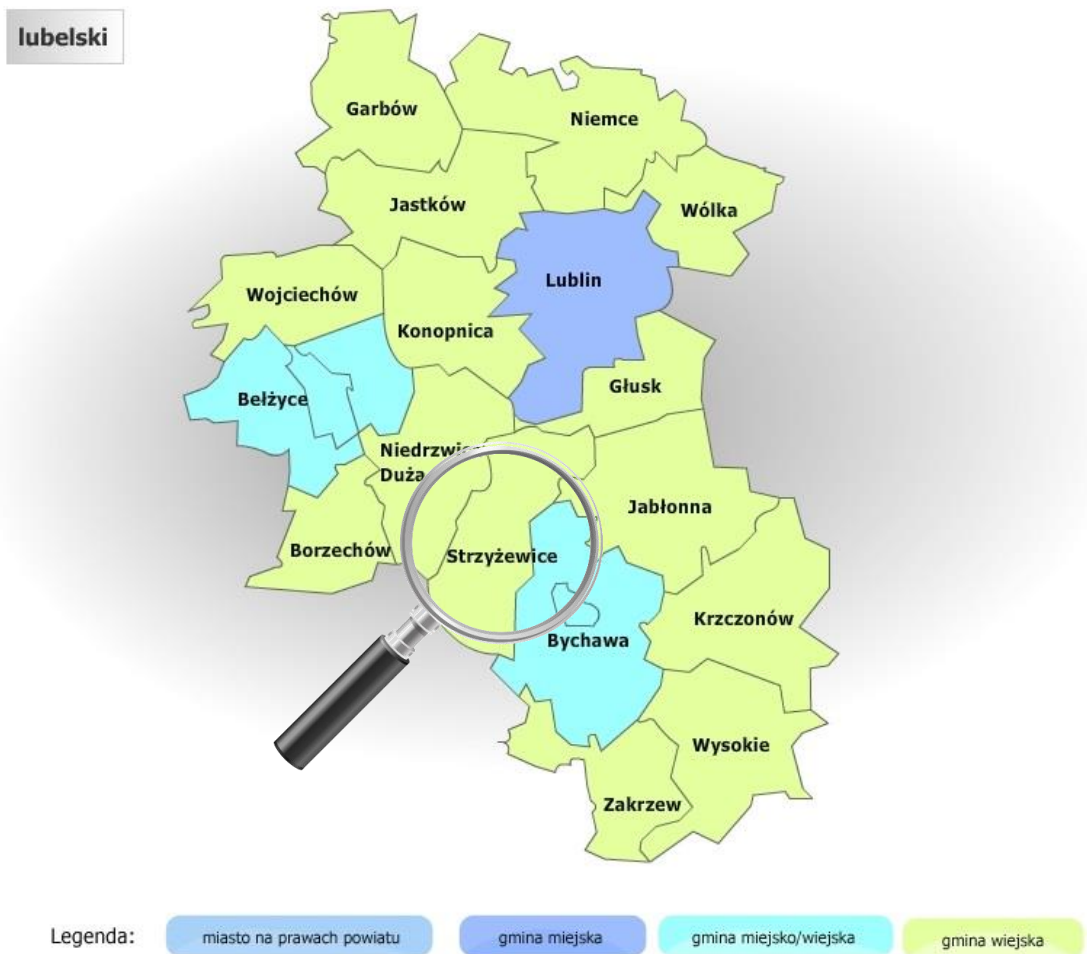 lubelski
Garbów
Niemce
Jastków
Wólka
Lublin
Wojciechów
Konopnica
Głusk
Bełżyce
Duża
Jabłonna
Borzechów
Strzyżewice
Krzczonów
Bychawa
Wysokie
Zakrzew
Legenda: miasto na prawach powiatu gmina miejska gmina miejsko/wiejska gmina wiejska